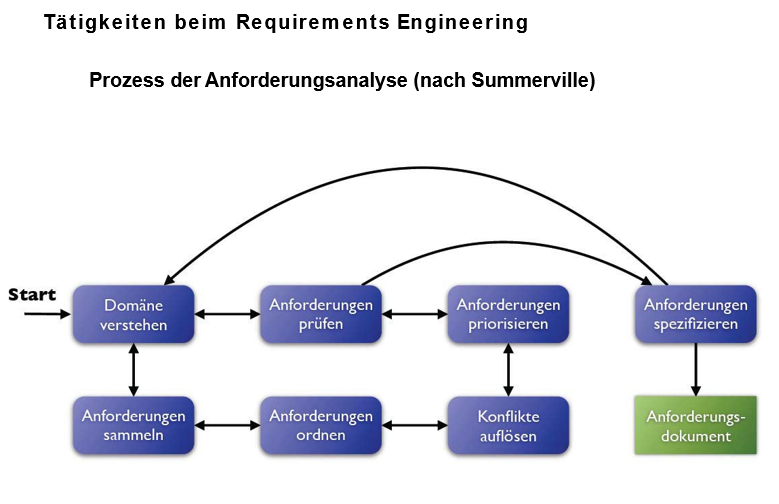 Tätigkeiten beim Requirements Engineering
Prozess der Anforderungsanalyse (nach Summerville)
Start
Domäne
verstehen
Anforderungen
prüfen
Anforderungen
priorisieren
Anforderungen
spezifizieren
Anforderungen
sammeln
Anforderungen
ordnen
Konflikte
auflösen
Anforderungs-
dokument